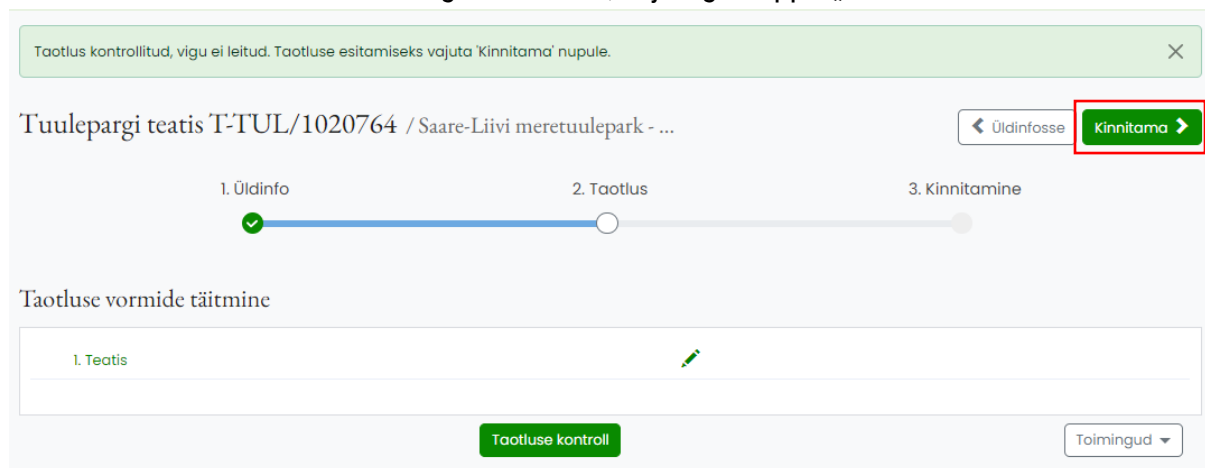 Taotlus kontrollitud, vigu ei leitud. Taotluse esitamiseks vajuta 'Kinnitama' nupule.
Tuulepargi teatis T-TUL/1020764 / Saare-Liivi meretuulepark - ...
Üldinfosse
Kinnitama
1. Üldinfo
2. Taotlus
3. Kinnitamine
Taotluse vormide täitmine
1. Teatis
Taotluse kontroll
Toimingud